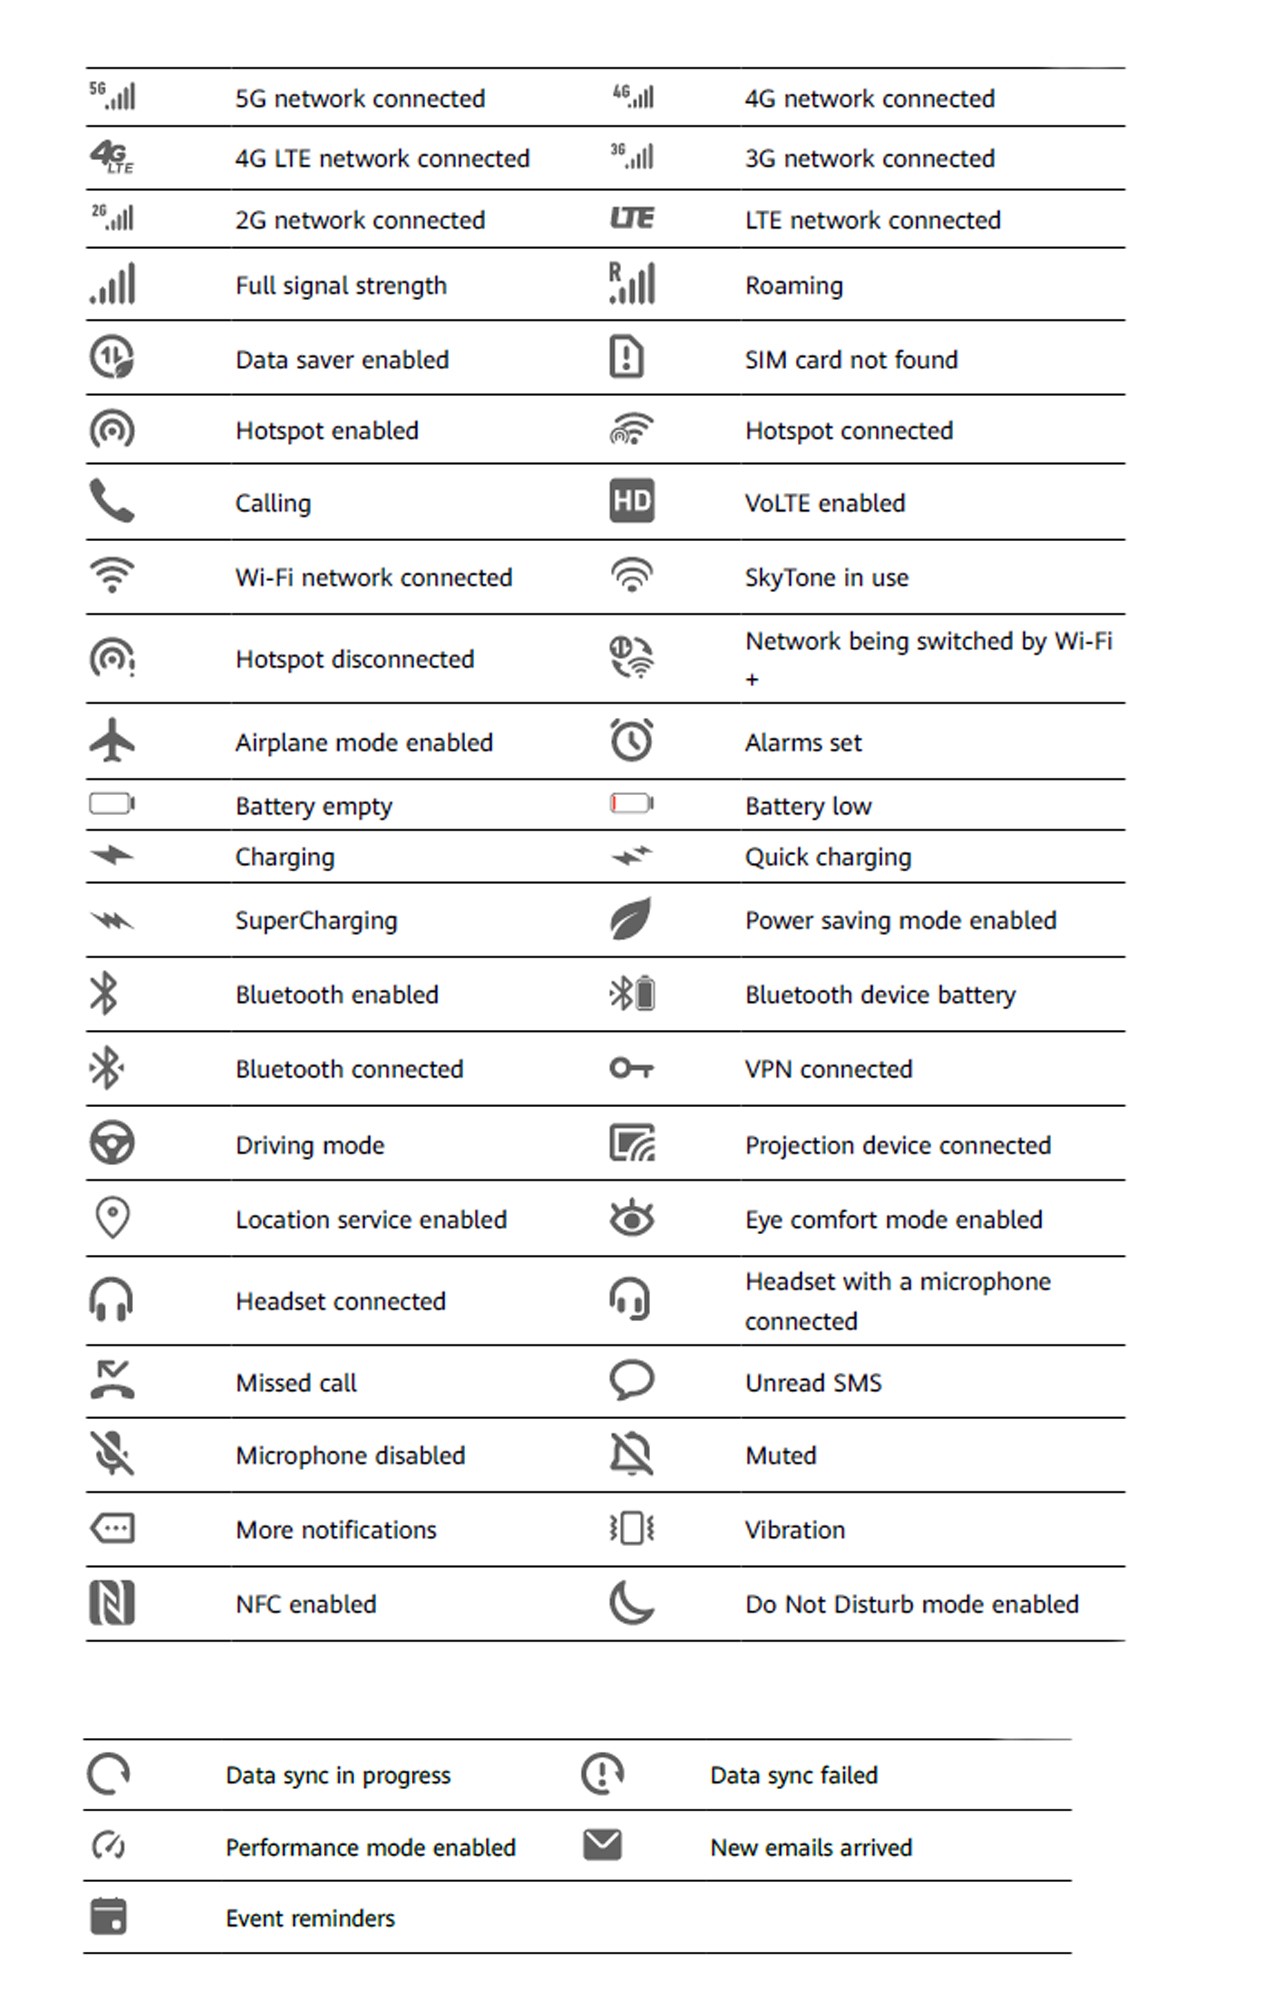 5G 5G network connected 4G 4G network connected
4G LTE 4G LTE network connected 3G 3G network connected
2G 2G network connected LTE LTE network connected
Full signal strength R Roaming
Data saver enabled SIM card not found
Hotspot enabled Hotspot connected
Calling HD VoLTE enabled
Wi-Fi network connected SkyTone in use
Hotspot disconnected Network being switched by Wi-Fi
+
Airplane mode enabled Alarms set
Battery empty Battery low
Charging Quick charging
SuperCharging Power saving mode enabled
Bluetooth enabled Bluetooth device battery
Bluetooth connected VPN connected
Driving mode Projection device connected
Location service enabled Eye comfort mode enabled
Headset connected Headset with a microphone
connected
Missed call Unread SMS
Microphone disabled Muted
More notifications Vibration
NFC enabled Do Not Disturb mode enabled
Data sync in progress Data sync failed
Performance mode enabled New emails arrived
Event reminders